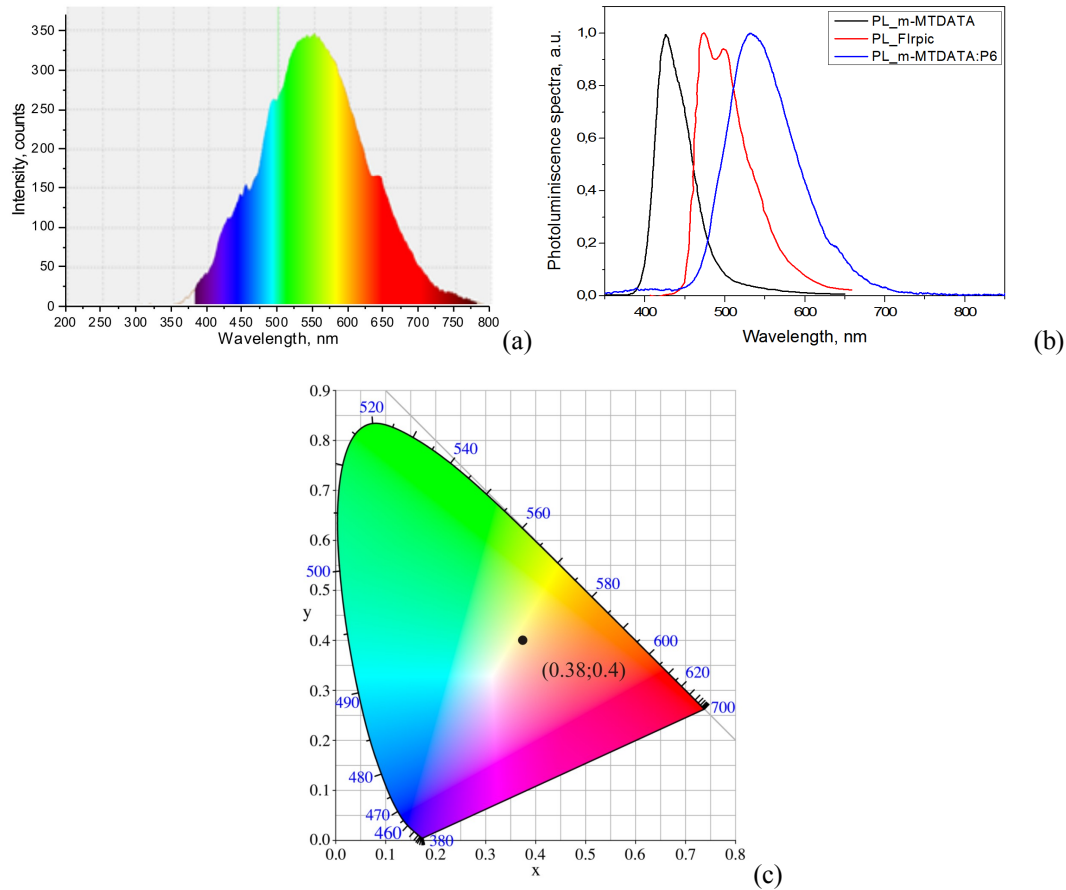 350
300
250
200
150
100
50
0
Intensity, counts
200 250 300 350 400 450 500 550 600 650 700 750 800
Wavelength, nm
(a)
1,0
0,8
0,6
0,4
0,2
0,0
Photoluminiscence spectra, a.u.
PL_m-MTDATA
PL_FIrpic
PL_m-MTDATA:P6
400 500 600 700 800
Wavelength, nm
(b)
0.9
0.8
0.7
0.6
0.5
0.4
0.3
0.2
0.1
0.0
y
520
540
560
580
600
620
700
500
490
480
470
460
380
(0.38;0.4)
0.0 0.1 0.2 0.3 0.4 0.5 0.6 0.7 0.8
x
(c)